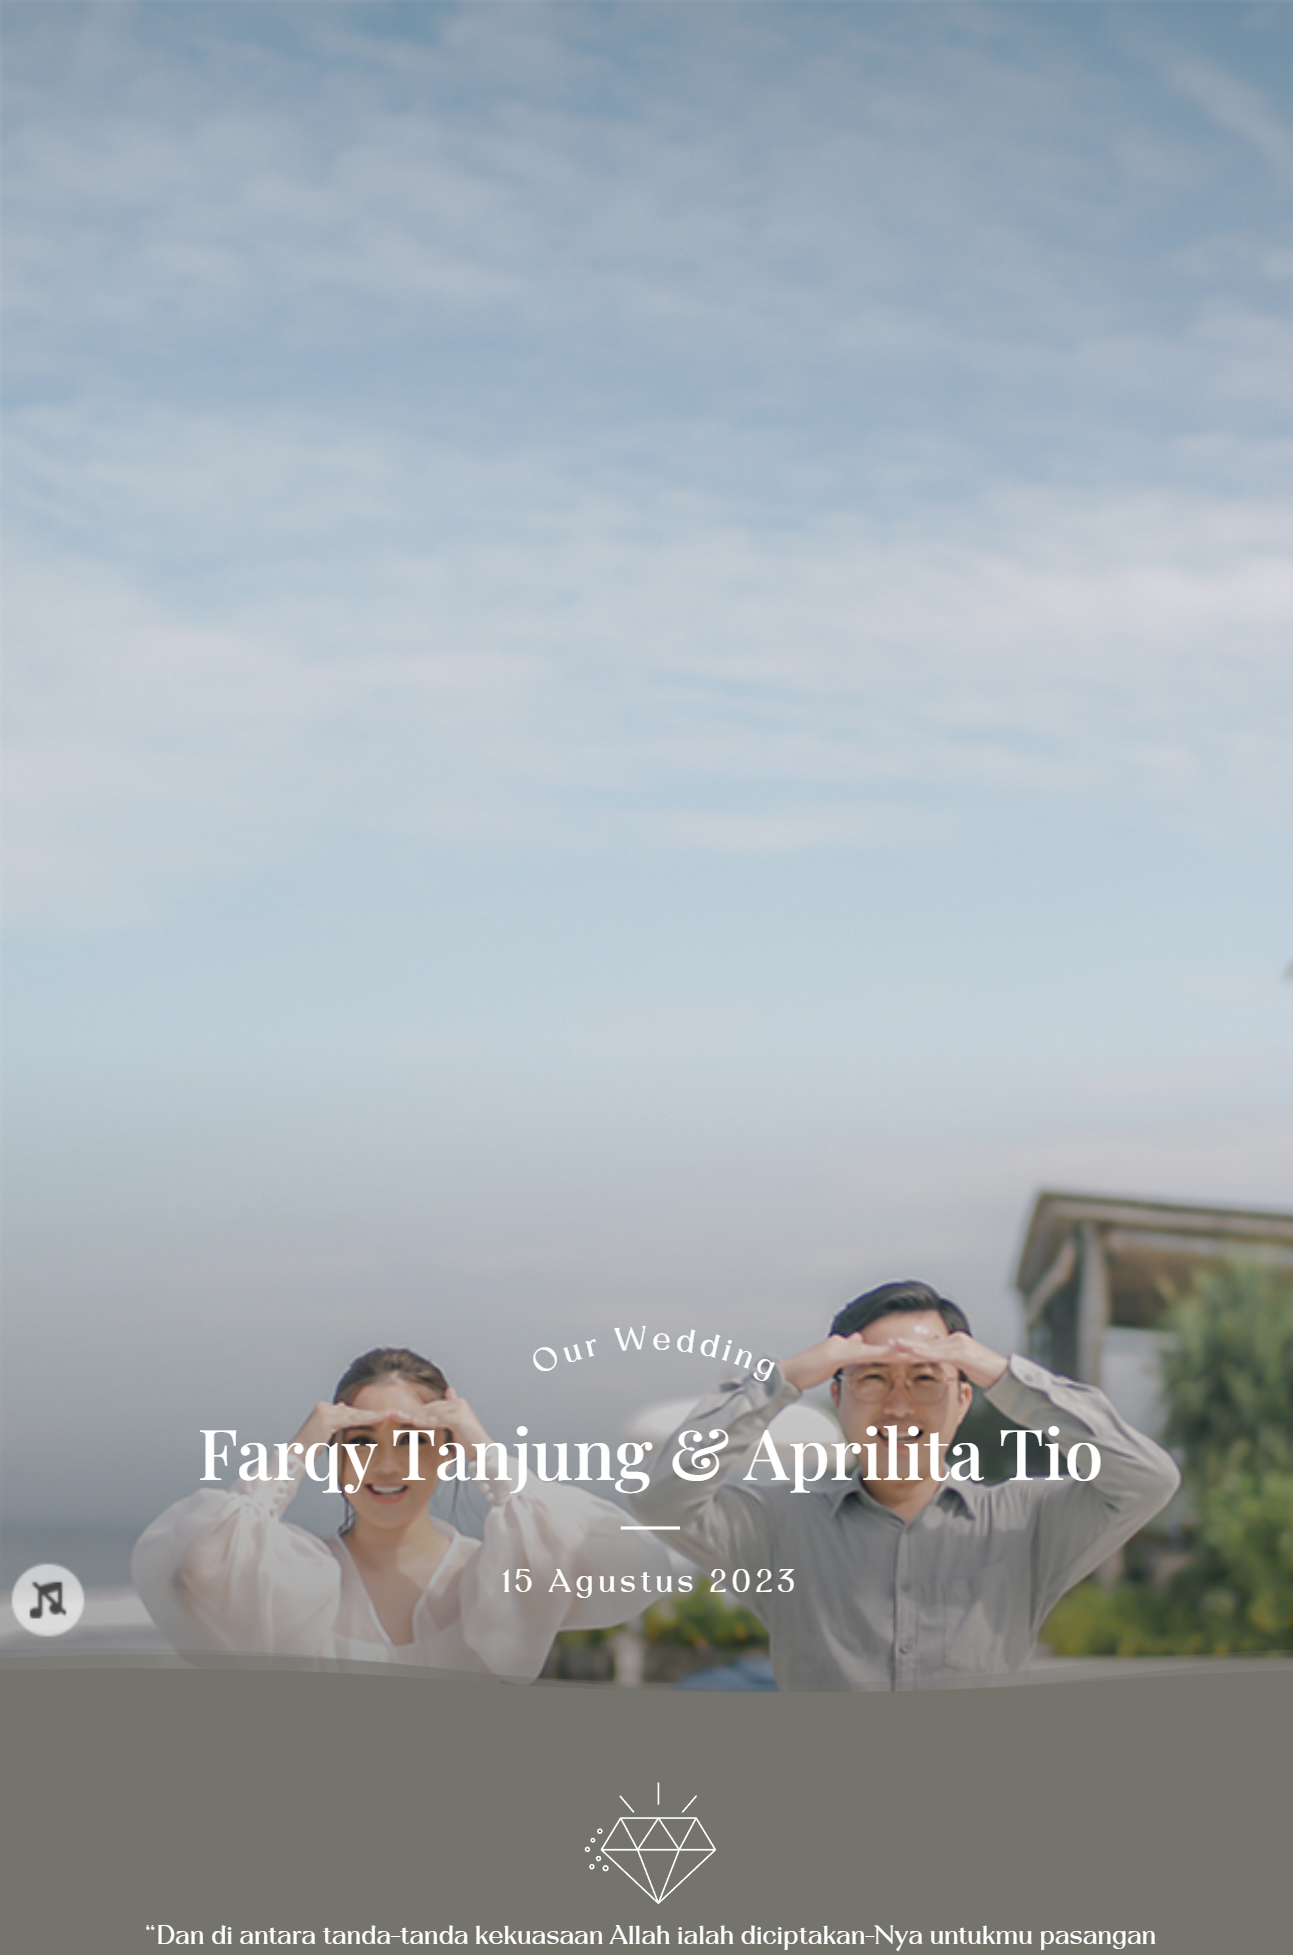 Our Wedding
Farqy Tanjung & Aprilita Tio
15 Agustus 2023
“Dan di antara tanda-tanda kekuasaan Allah ialah diciptakan-Nya untukmu pasangan